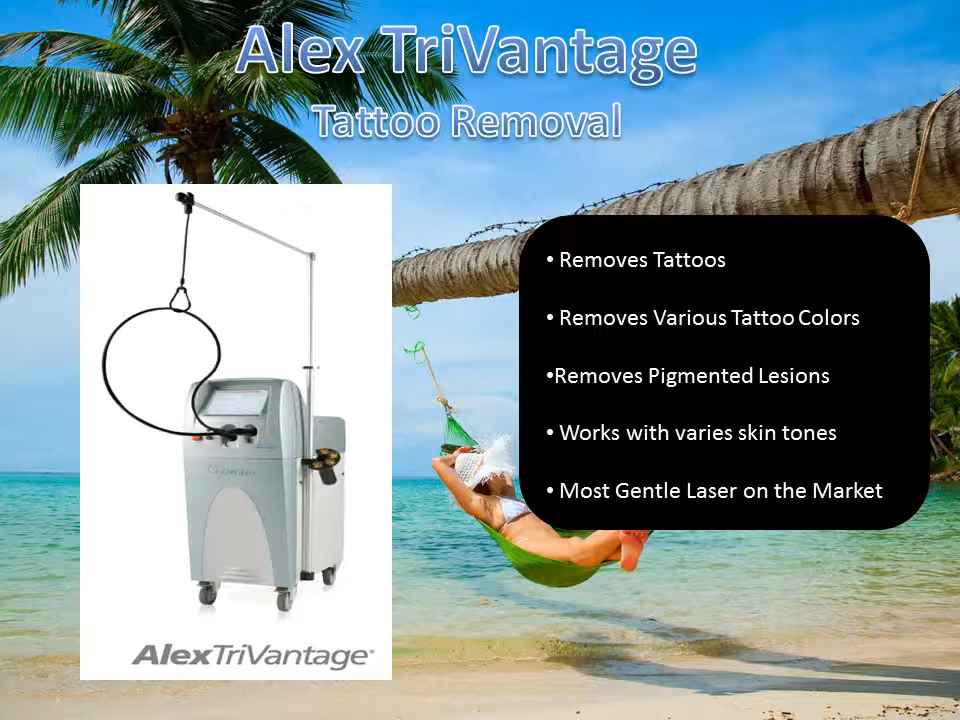 Alex TriVantage
Tattoo Removal
• Removes Tattoos
• Removes Various Tattoo Colors
•Removes Pigmented Lesions
• Works with varies skin tones
• Most Gentle Laser on the Market
AlexTriVantage